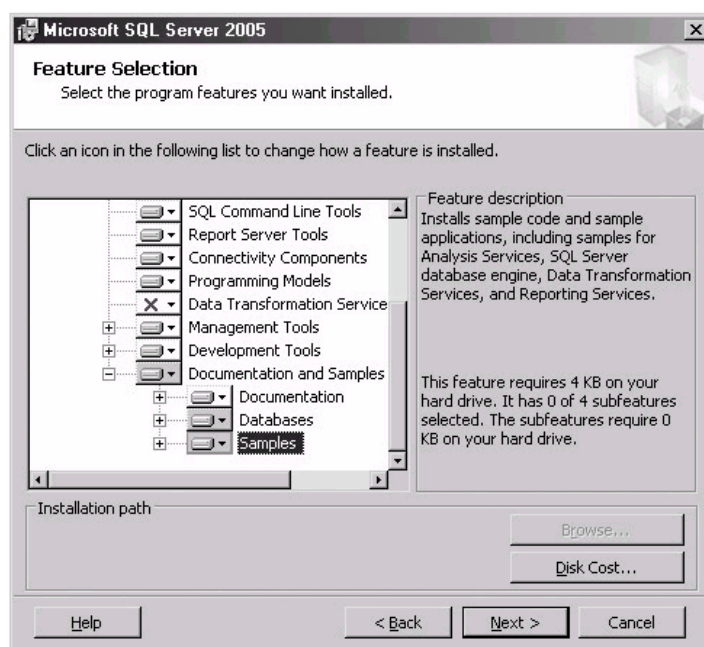 Microsoft SQL Server 2005
Feature Selection
Select the program features you want installed.
Click an icon in the following list to change how a feature is installed.
SQL Command Line Tools
Report Server Tools
Connectivity Components
Programming Models
Data Transformation Service
Management Tools
Development Tools
Documentation and Samples
Documentation
Databases
Samples
Feature description
Installs sample code and sample
applications, including samples for
Analysis Services, SQL Server
database engine, Data Transformation
Services, and Reporting Services.
This feature requires 4 KB on your
hard drive. It has 0 of 4 subfeatures
selected. The subfeatures require 0
KB on your hard drive.
Installation path
Browse...
Disk Cost...
Help
< Back
Next >
Cancel